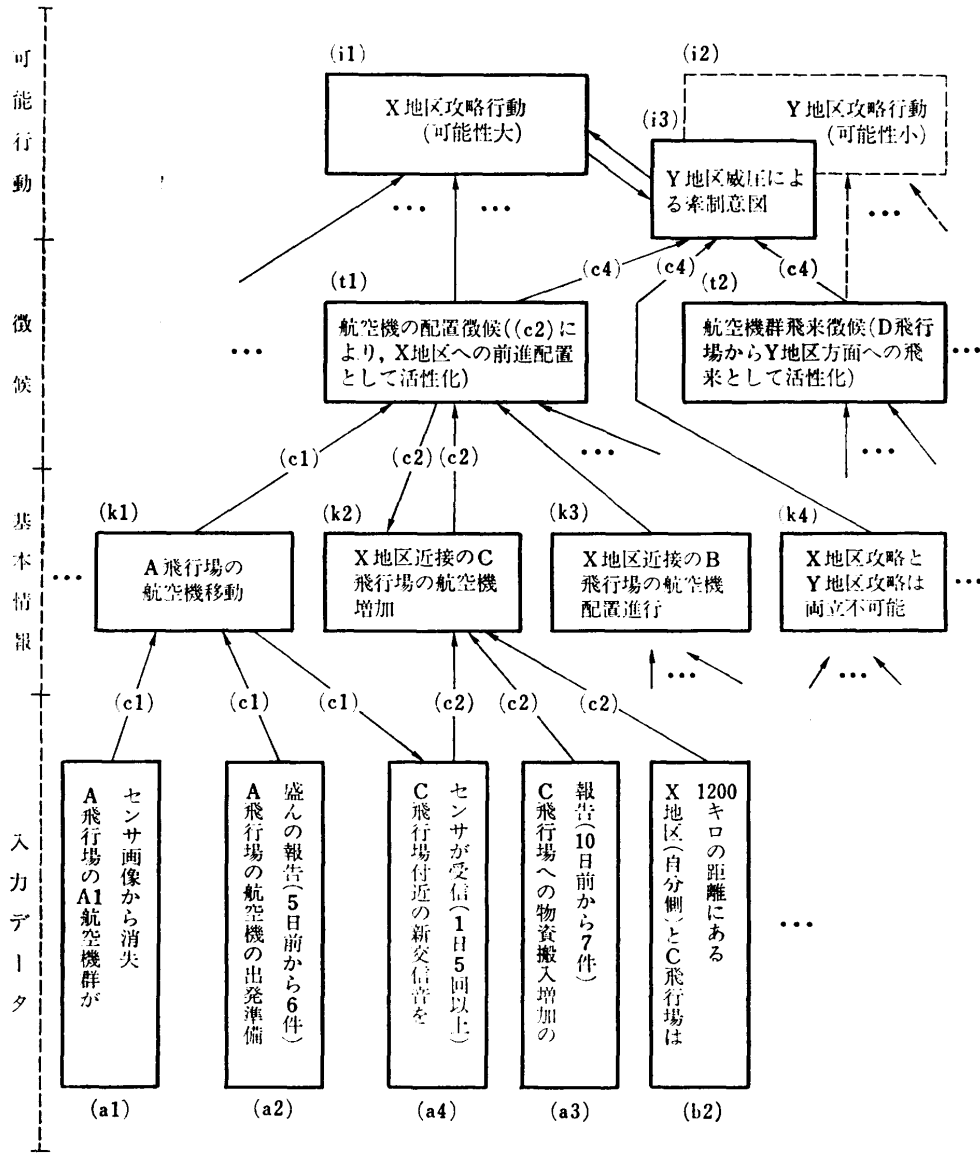 可能行動
徴候
基本情報
入力データ
(i1)
X地区攻略行動
(可能性大)
(i2)
Y地区攻略行動
(可能性小)
(i3)
Y地区威圧によ
る牽制意図
•••
•••
•••
(c4)
(c4)
(c4)
(t1)
航空機の配置徴候((c2)に
より，X地区への前進配置
として活性化)
(t2)
航空機群飛来徴候(D飛行
場からY地区方面への飛
来として活性化)
•••
•••
(c1)
(c2)
(c2)
•••
•••
(k1)
A飛行場の
航空機移動
(k2)
X地区近接のC
飛行場の航空機
増加
(k3)
X地区近接のB
飛行場の航空機
配置進行
(k4)
X地区攻略と
Y地区攻略は
両立不可能
•••
•••
•••
•••
(c1)
(c1)
(c1)
(c2)
(c2)
(c2)
A飛行場のA1航空機群が
センサ画像から消失
(a1)
A飛行場の航空機の出発準備
盛んの報告(5日前から6件)
(a2)
C飛行場付近の新交信音を
センサが受信(1日5回以上)
(a4)
C飛行場への物資搬入増加の
報告(10日前から7件)
(a3)
X地区(自分側)とC飛行場は
1200キロの距離にある
(b2)
•••